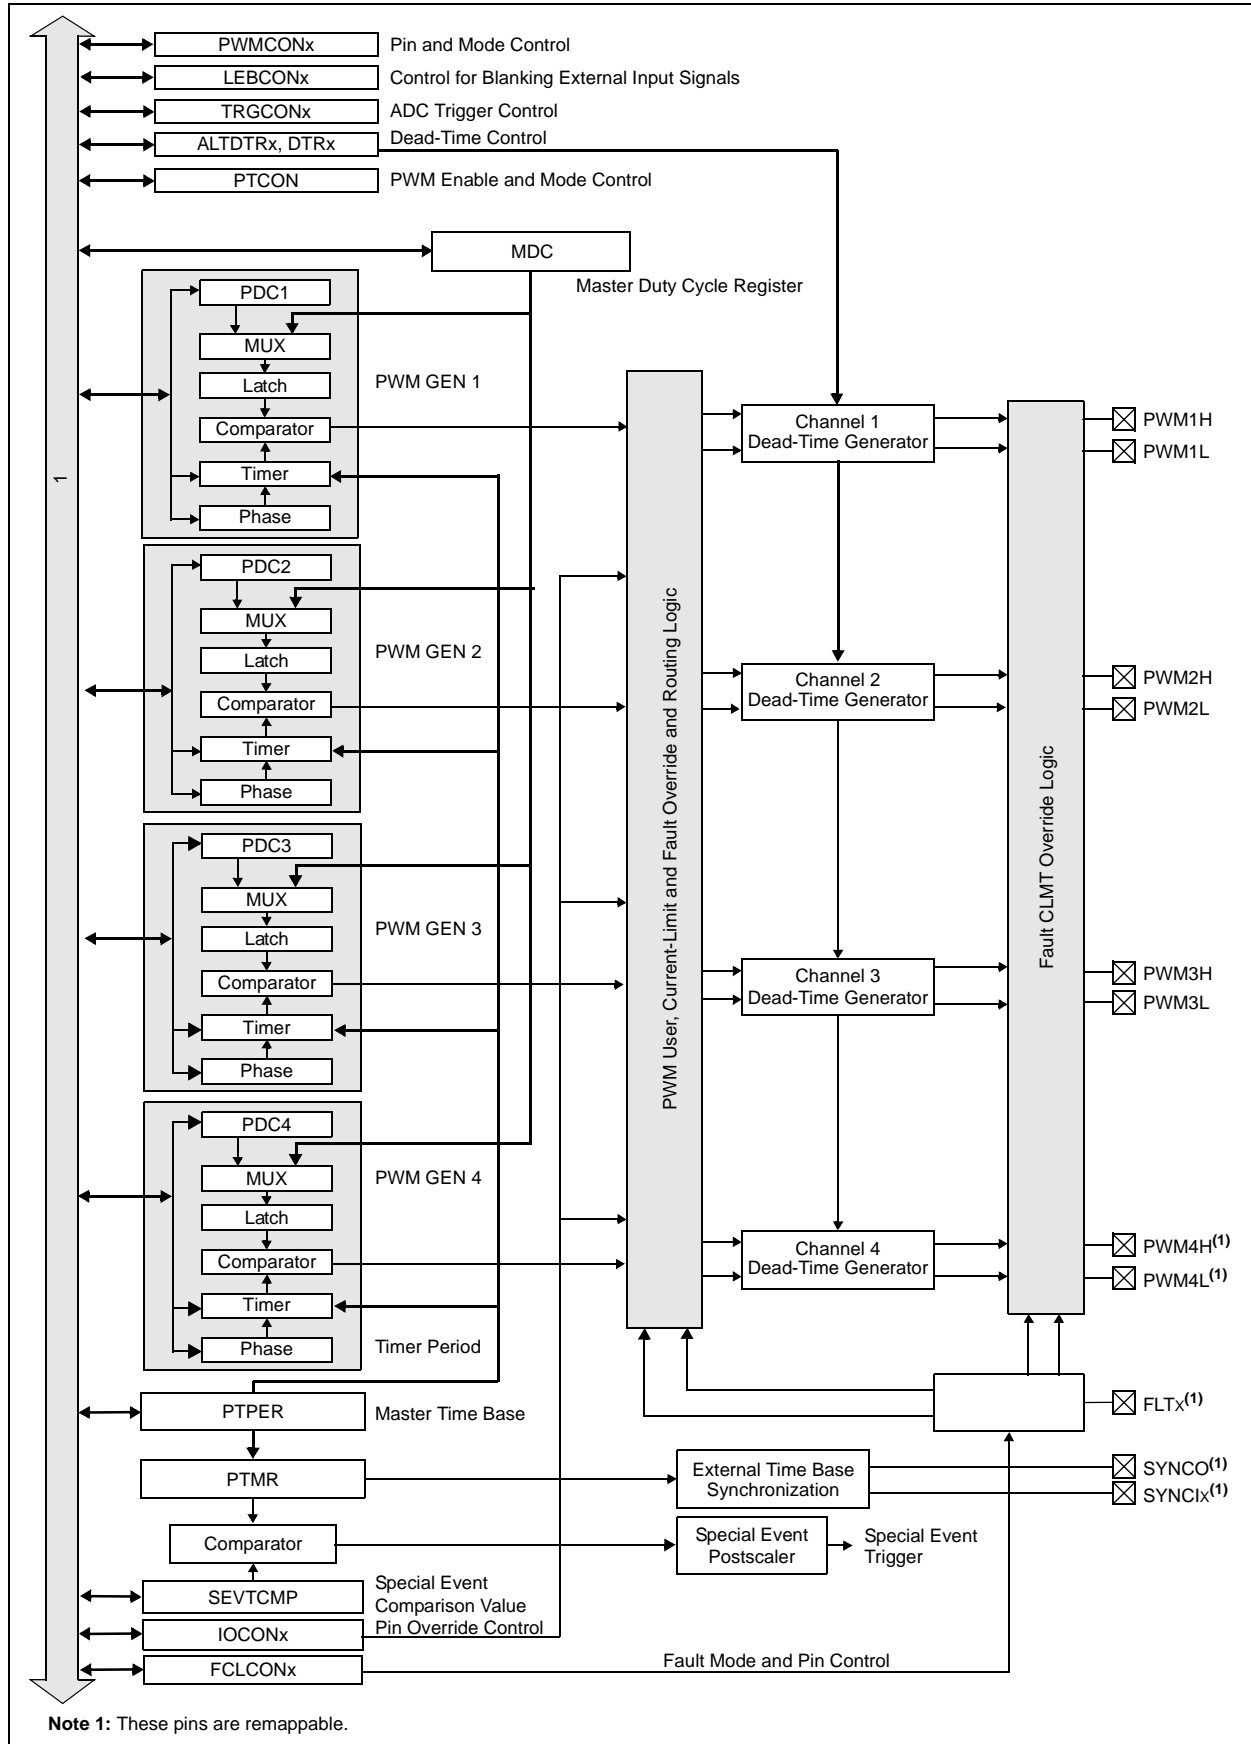 PWMCONx Pin and Mode Control
LEBCONx Control for Blanking External Input Signals
TRGCONx ADC Trigger Control
ALTDTRx, DTRx Dead-Time Control
PTCON PWM Enable and Mode Control
MDC
Master Duty Cycle Register
1
PDC1
MUX
Latch
Comparator
Timer
Phase
PWM GEN 1
PDC2
MUX
Latch
Comparator
Timer
Phase
PWM GEN 2
PDC3
MUX
Latch
Comparator
Timer
Phase
PWM GEN 3
PDC4
MUX
Latch
Comparator
Timer
Phase
PWM GEN 4
Timer Period
PWM User, Current-Limit and Fault Override and Routing Logic
Channel 1
Dead-Time Generator
Channel 2
Dead-Time Generator
Channel 3
Dead-Time Generator
Channel 4
Dead-Time Generator
Fault CLMT Override Logic
PWM1H
PWM1L
PWM2H
PWM2L
PWM3H
PWM3L
PWM4H(1)
PWM4L(1)
FLTX(1)
SYNCO(1)
SYNCIX(1)
PTPER Master Time Base
PTMR
External Time Base
Synchronization
Comparator
Special Event
Postscaler
Special Event
Trigger
SEVTCMP
Special Event
Comparison Value
IOCONx Pin Override Control
FCLCONx Fault Mode and Pin Control
Note 1: These pins are remappable.